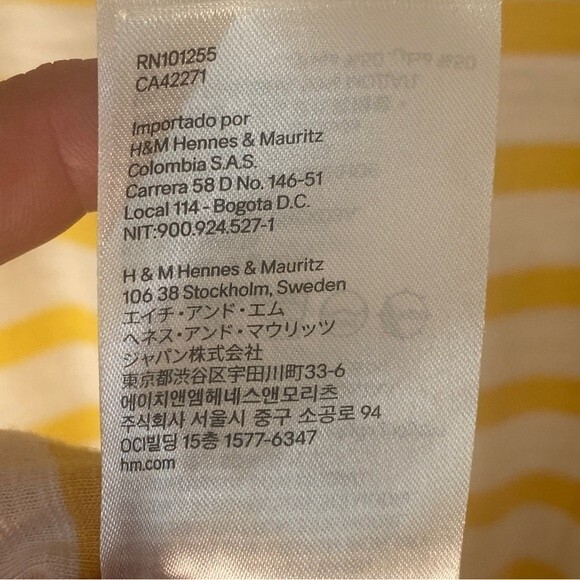 RN101255
CA42271
Importado por
H&M Hennes & Mauritz
Colombia S.A.S.
Carrera 58 D No. 146-51
Local 114 - Bogota D.C.
NIT:900.924.527-1
H & M Hennes & Mauritz
106 38 Stockholm, Sweden
エイチ・アンド・エム
ヘネス・アンド・マウリッツ
ジャパン株式会社
東京都渋谷区宇田川町33-6
에이치앤엠헤네스앤모리츠
주식회사 서울시 중구 소공로 94
OCI빌딩 15층 1577-6347
hm.com